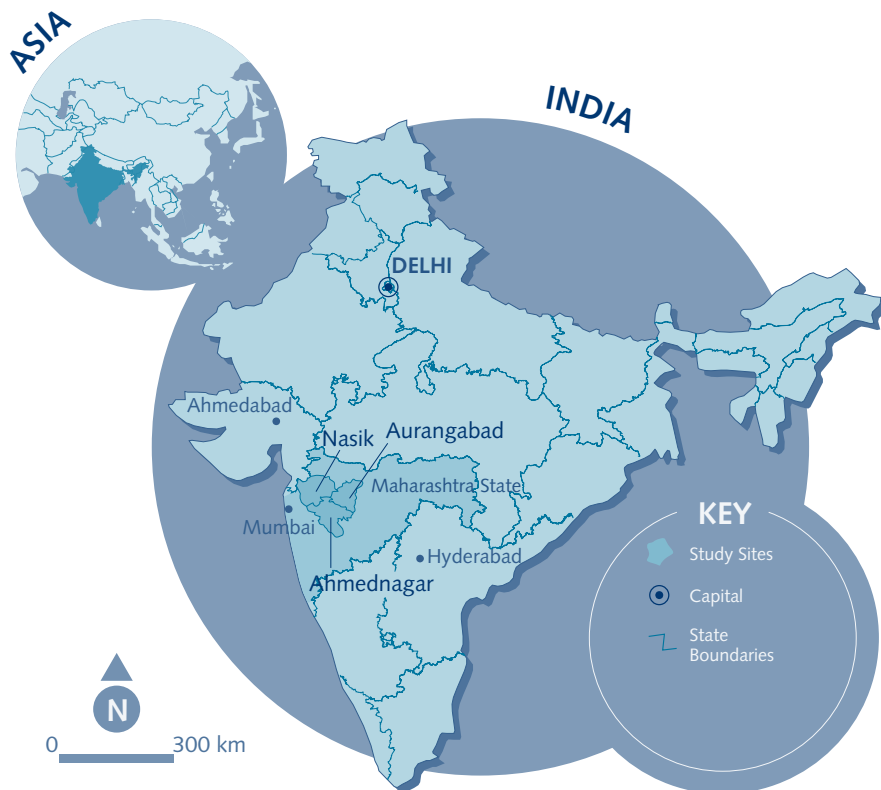 ASIA
INDIA
DELHI
Ahmedabad
Nasik
Aurangabad
Maharashtra State
Mumbai
Hyderabad
Ahmednagar
KEY
Study Sites
Capital
State
Boundaries
N
0
300 km